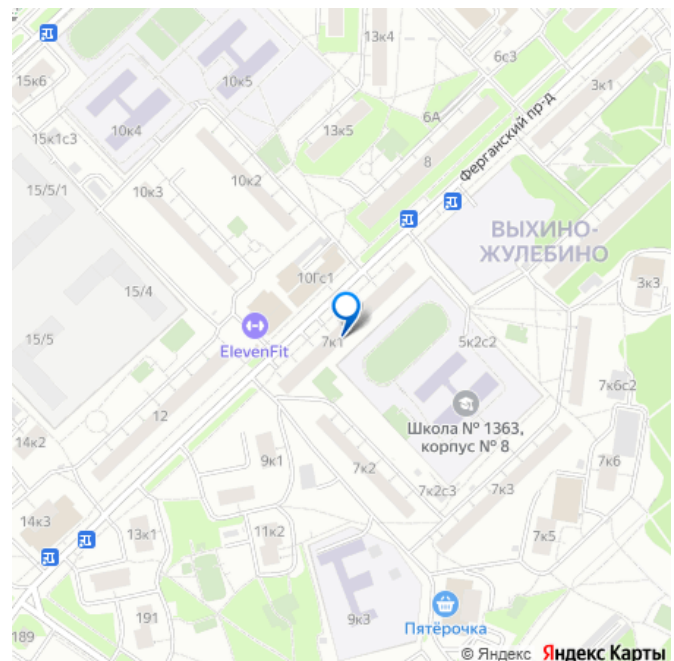 13к4
6с3
15к6
10к5
3к1
6А
10к4
13к5
15к1с3
8
Ферганский пр-д
10к2
15/5/1
10к3
ВЫХИНО-
ЖУЛЕБИНО
10Гс1
3к3
15/4
7к1
5к2с2
15/5
ElevenFit
7к6с2
12
Школа № 1363,
корпус № 8
14к2
9к1
7к2
7к6
7к2с3
7к3
14к3
13к1
11к2
7к5
191
9к3
Пятёрочка
189
© Яндекс Яндекс Карты